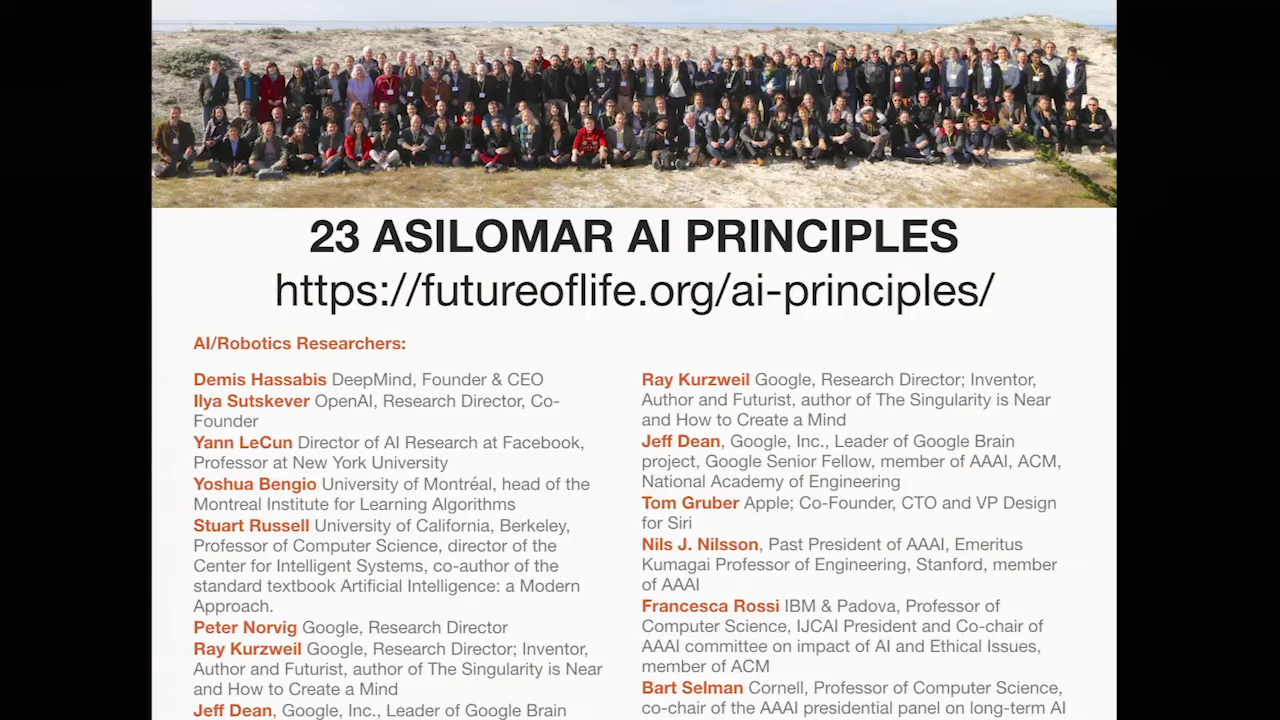 23 ASILOMAR AI PRINCIPLES
https://futureoflife.org/ai-principles/
AI/Robotics Researchers:
Demis Hassabis DeepMind, Founder & CEO
Ilya Sutskever OpenAI, Research Director, Co-
Founder
Yann LeCun Director of AI Research at Facebook,
Professor at New York University
Yoshua Bengio University of Montréal, head of the
Montreal Institute for Learning Algorithms
Stuart Russell University of California, Berkeley,
Professor of Computer Science, director of the
Center for Intelligent Systems, co-author of the
standard textbook Artificial Intelligence: a Modern
Approach.
Peter Norvig Google, Research Director
Ray Kurzweil Google, Research Director; Inventor,
Author and Futurist, author of The Singularity is Near
and How to Create a Mind
Jeff Dean, Google, Inc., Leader of Google Brain
Ray Kurzweil Google, Research Director; Inventor,
Author and Futurist, author of The Singularity is Near
and How to Create a Mind
Jeff Dean, Google, Inc., Leader of Google Brain
project, Google Senior Fellow, member of AAAI, ACM,
National Academy of Engineering
Tom Gruber Apple; Co-Founder, CTO and VP Design
for Siri
Nils J. Nilsson, Past President of AAAI, Emeritus
Kumagai Professor of Engineering, Stanford, member
of AAAI
Francesca Rossi IBM & Padova, Professor of
Computer Science, IJCAI President and Co-chair of
AAAI committee on impact of AI and Ethical Issues,
member of ACM
Bart Selman Cornell, Professor of Computer Science,
co-chair of the AAAI presidential panel on long-term AI